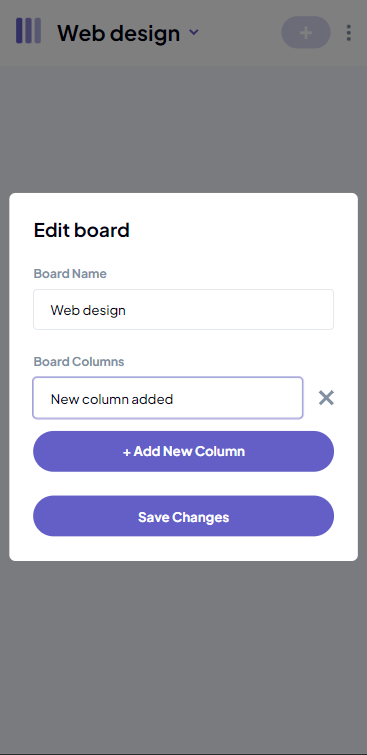 Web design
Edit board
Board Name
Web design
Board Columns
New column added
+ Add New Column
Save Changes